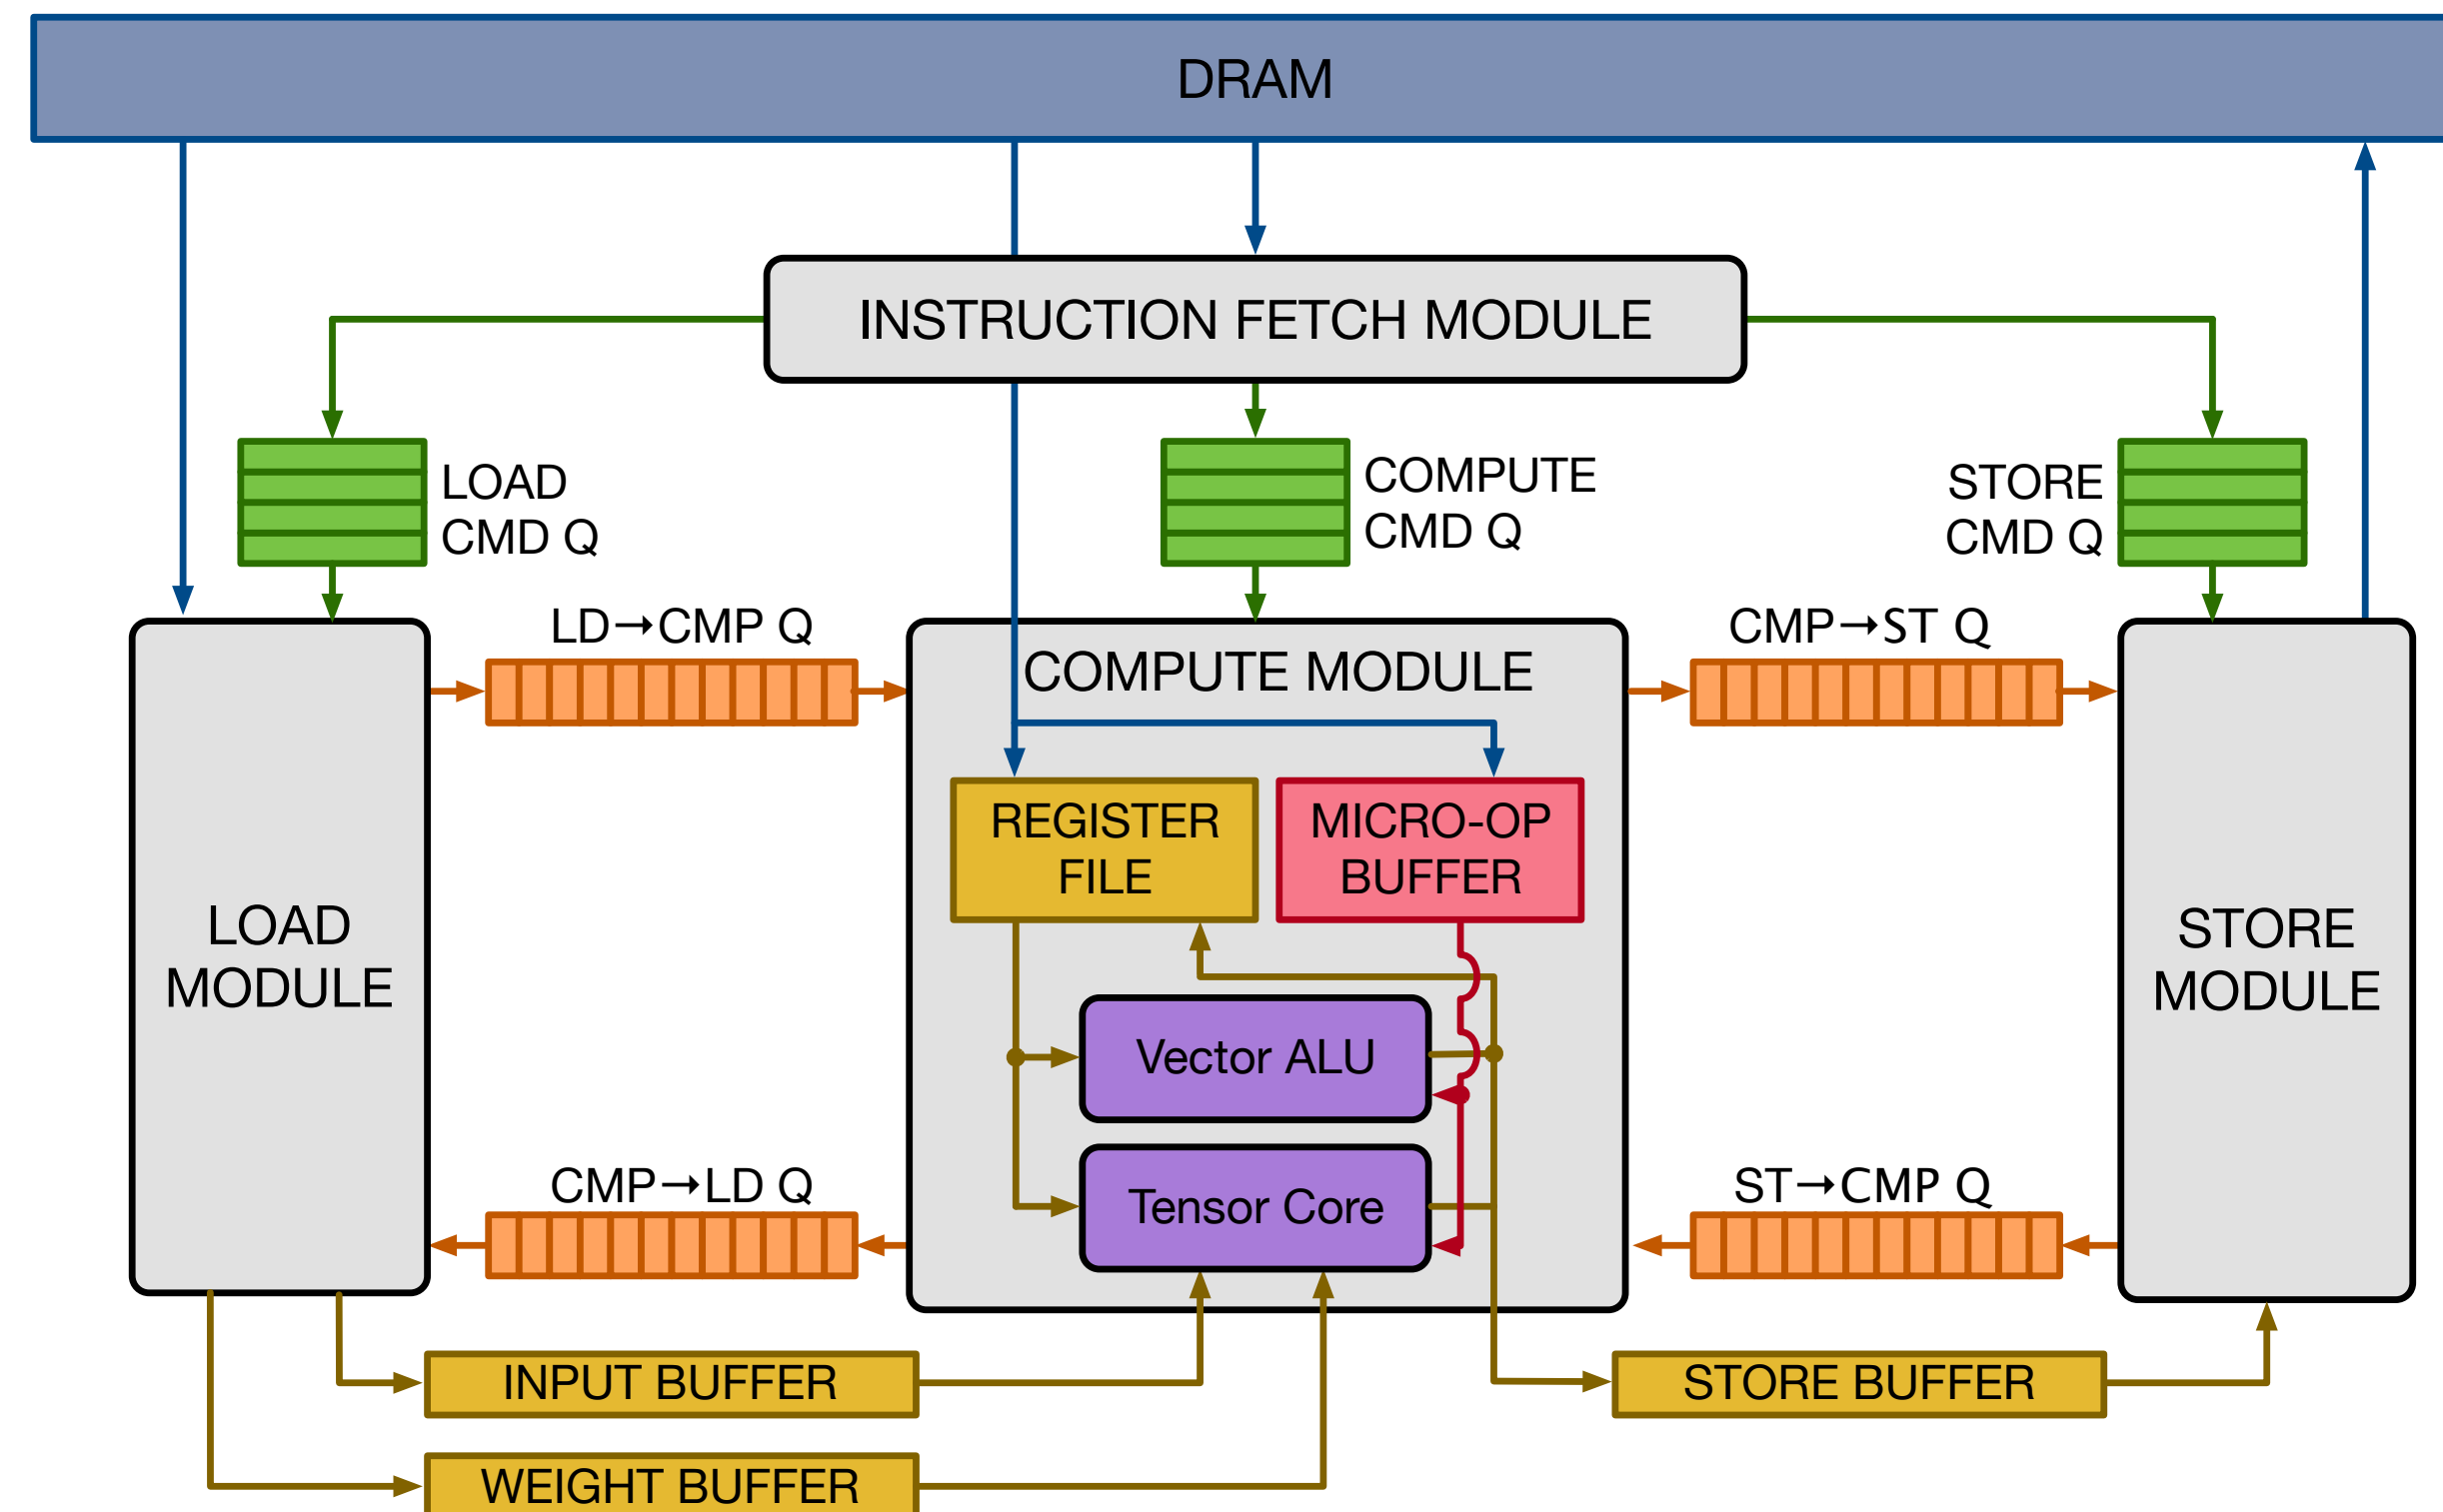 DRAM
INSTRUCTION FETCH MODULE
LOAD
CMD Q
COMPUTE
CMD Q
STORE
CMD Q
LD→CMP Q
CMP→ST Q
COMPUTE MODULE
REGISTER
FILE
MICRO-OP
BUFFER
LOAD
MODULE
STORE
MODULE
Vector ALU
Tensor Core
CMP→LD Q
ST→CMP Q
INPUT BUFFER
STORE BUFFER
WEIGHT BUFFER